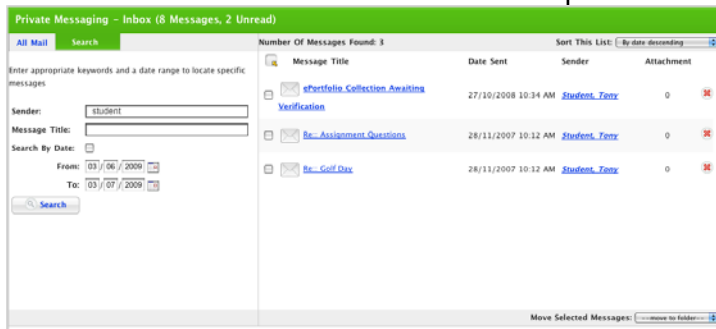 Private Messaging - Inbox (8 Messages, 2 Unread)
All Mail Search
Enter appropriate keywords and a date range to locate specific
messages
Sender: student
Message Title:
Search By Date:
From: 03 / 06 / 2009
To: 03 / 07 / 2009
Search
Number Of Messages Found: 3 Sort This List: By date descending
Message Title Date Sent Sender Attachment
ePortfolio Collection Awaiting
Verification 27/10/2008 10:34 AM Student, Tony 0
Re:: Assignment Questions 28/11/2007 10:12 AM Student, Tony 0
Re:: Golf Day 28/11/2007 10:12 AM Student, Tony 0
Move Selected Messages: ---move to folder---